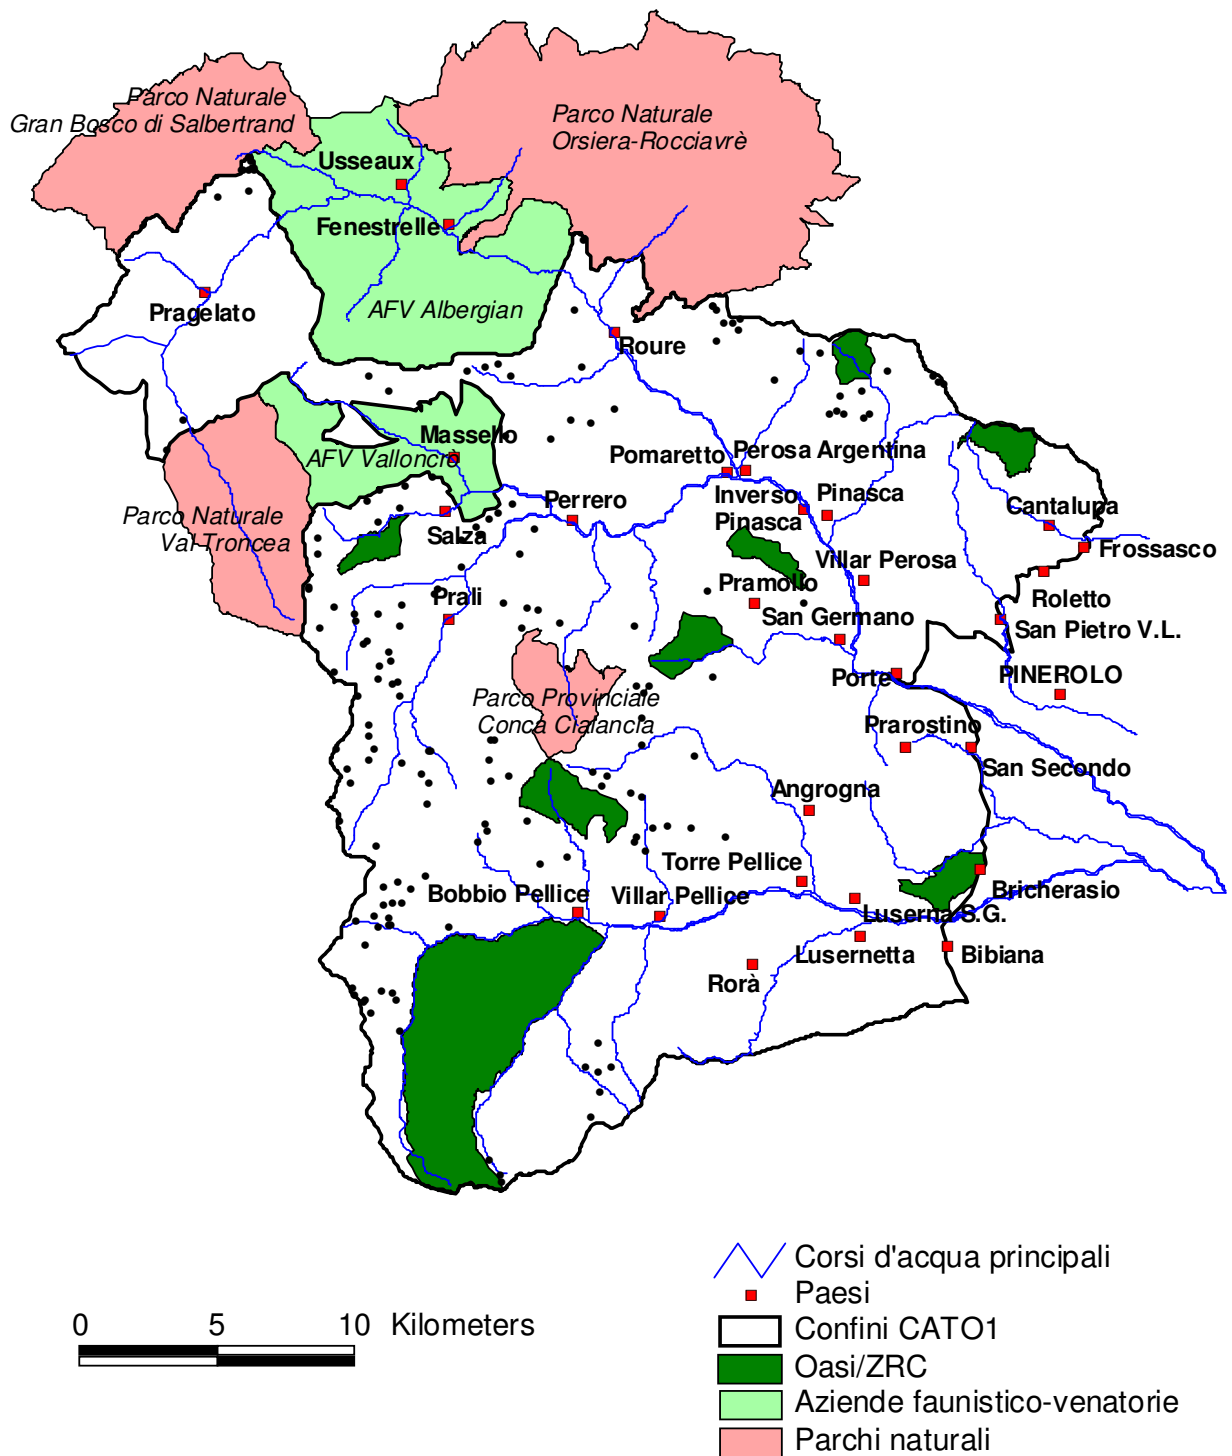 Parco Naturale
Gran Bosco di Salbertrand
Parco Naturale
Orsiera-Rocciavrè
Usseaux
Fenestrelle
AFV Albergian
Pragelato
Roure
Massello
AFV Valloncrò
Pomaretto
Perosa Argentina
Inverso
Pinasca
Pinasca
Cantalupa
Perrero
Parco Naturale
Val Troncea
Salza
Frossasco
Villar Perosa
Prali
Pramollo
San Germano
Roletto
San Pietro V.L.
Porte
PINEROLO
Parco Provinciale
Conca Cialancia
Prarostino
San Secondo
Angrogna
Torre Pellice
Bobbio Pellice
Villar Pellice
Bricherasio
Luserna S.G.
Lusernetta
Bibiana
Rorà
Corsi d'acqua principali
Paesi
0 5 10 Kilometers
Confini CATO1
Oasi/ZRC
Aziende faunistico-venatorie
Parchi naturali